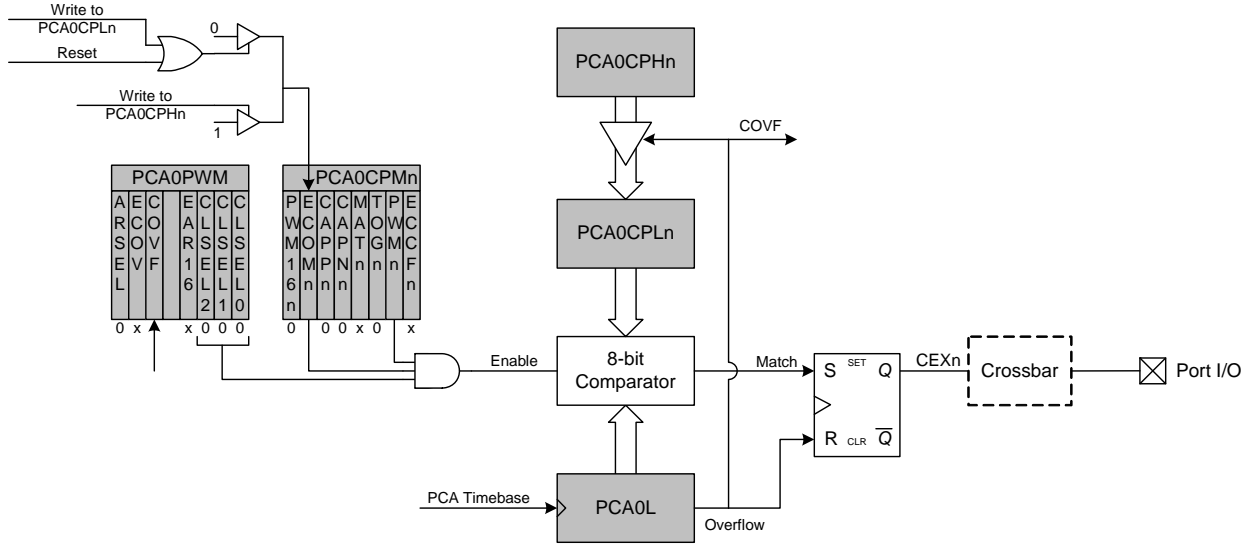 Write to
PCA0CPLn
Reset
0
Write to
PCA0CPHn
1
PCA0CPHn
COVF
PCA0PWM
ARSEL
ECOV
COVF
EAR16
CLSEL2
CLSEL1
CLSEL0
0 x x 0 0 0
PCA0CPMn
PWM16n
ECOMn
CAPPn
CAPNn
MATn
TOGn
PWMn
ECCFn
0 0 0 x 0 x
PCA0CPLn
Enable
8-bit
Comparator
Match
S SET Q
R CLR Q
CEXn
Crossbar
Port I/O
PCA Timebase
PCA0L
Overflow